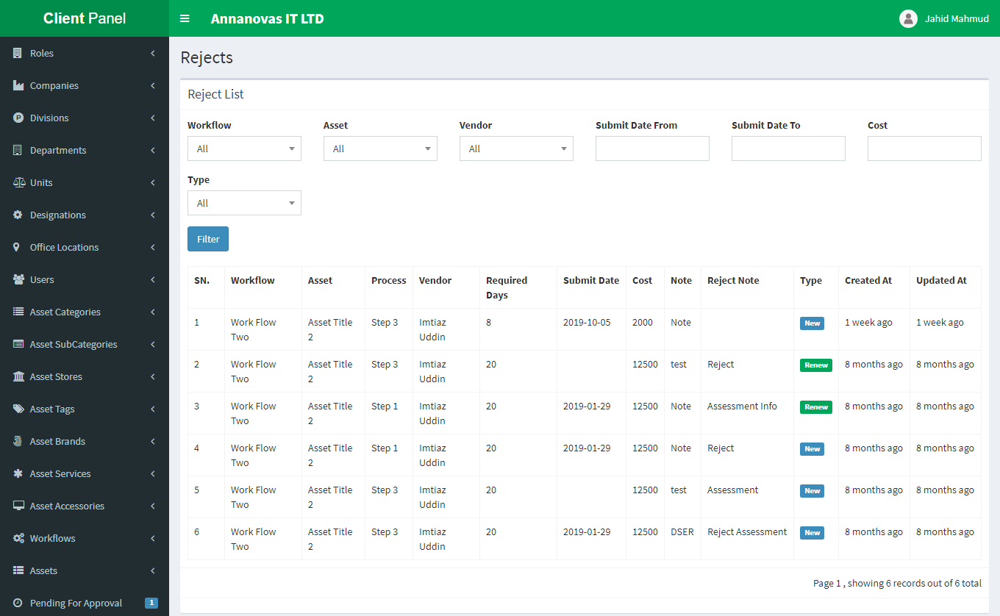 Client Panel
Annanovas IT LTD
Jahid Mahmud
Roles
Companies
Divisions
Departments
Units
Designations
Office Locations
Users
Asset Categories
Asset SubCategories
Asset Stores
Asset Tags
Asset Brands
Asset Services
Asset Accessories
Workflows
Assets
Pending For Approval 1
Rejects
Reject List
Workflow Asset Vendor Submit Date From Submit Date To Cost
All All All
Type
All
Filter
SN. Workflow Asset Process Vendor Required Submit Date Cost Note Reject Note Type Created At Updated At
Days
1 Work Flow Asset Title Step 3 Imtiaz 8 2019-10-05 2000 Note New 1 week ago 1 week ago
Two 2 Uddin
2 Work Flow Asset Title Step 3 Imtiaz 20 12500 test Reject Renew 8 months ago 8 months ago
Two 2 Uddin
3 Work Flow Asset Title Step 1 Imtiaz 20 2019-01-29 12500 Note Assessment Info Renew 8 months ago 8 months ago
Two 2 Uddin
4 Work Flow Asset Title Step 1 Imtiaz 20 2019-01-29 12500 Note Reject New 8 months ago 8 months ago
Two 2 Uddin
5 Work Flow Asset Title Step 3 Imtiaz 20 12500 test Assessment New 8 months ago 8 months ago
Two 2 Uddin
6 Work Flow Asset Title Step 3 Imtiaz 20 2019-01-29 12500 DSER Reject Assessment New 8 months ago 8 months ago
Two 2 Uddin
Page 1 , showing 6 records out of 6 total